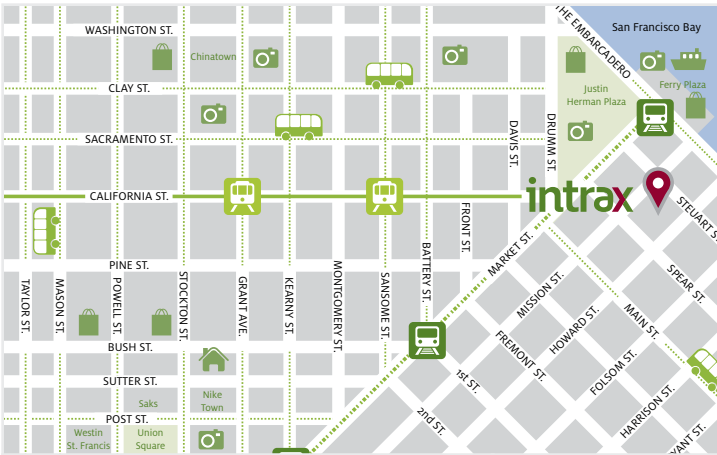 WASHINGTON ST.
THE EMBARCADERO
San Francisco Bay
Chinatown
CLAY ST.
Justin
Herman Plaza
Ferry Plaza
SACRAMENTO ST.
DAVIS ST.
DRUMM ST.
CALIFORNIA ST.
intrax
STEUART S
FRONT ST.
BATTERY ST.
MARKET ST.
PINE ST.
TAYLOR ST.
MASON ST.
POWELL ST.
STOCKTON ST.
GRANT AVE.
KEARNY ST.
MONTGOMERY ST.
SANSOME ST.
MISSION ST.
SPEAR ST.
HOWARD ST.
MAIN ST.
BUSH ST.
FREMONT ST.
FOLSOM ST.
SUTTER ST.
1st ST.
HARRISON ST.
Saks
Nike
Town
2nd ST.
POST ST.
YANT ST.
Westin
St. Francis
Union
Square